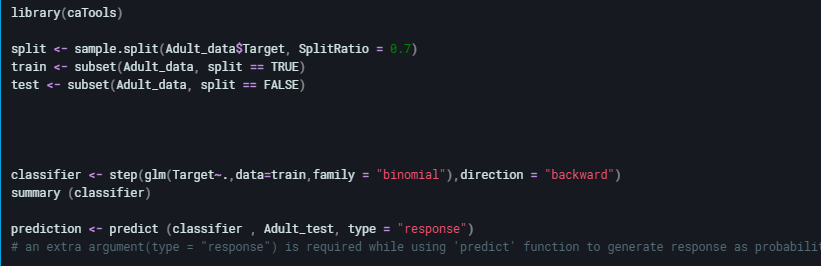 library(caTools)
split <- sample.split(Adult_data$Target, SplitRatio = 0.7)
train <- subset(Adult_data, split == TRUE)
test <- subset(Adult_data, split == FALSE)
classifier <- step(glm(Target~.,data=train,family = "binomial"),direction = "backward")
summary (classifier)
prediction <- predict (classifier , Adult_test, type = "response")
# an extra argument(type = "response") is required while using 'predict' function to generate response as probabilit